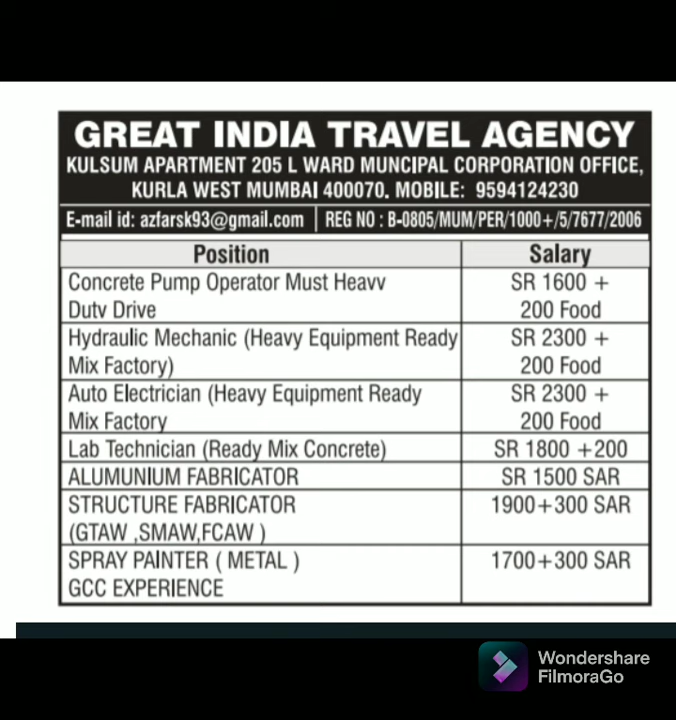 GREAT INDIA TRAVEL AGENCY
KULSUM APARTMENT 205 L WARD MUNCIPAL CORPORATION OFFICE,
KURLA WEST MUMBAI 400070. MOBILE: 9594124230
E-mail id: azfarsk93@gmail.com | REG NO : B-0805/MUM/PER/1000+/5/7677/2006
Position Salary
Concrete Pump Operator Must Heavv SR 1600 +
Dutv Drive 200 Food
Hydraulic Mechanic (Heavy Equipment Ready SR 2300 +
Mix Factory) 200 Food
Auto Electrician (Heavy Equipment Ready SR 2300 +
Mix Factory 200 Food
Lab Technician (Ready Mix Concrete) SR 1800 +200
ALUMUNIUM FABRICATOR SR 1500 SAR
STRUCTURE FABRICATOR 1900+300 SAR
(GTAW ,SMAW,FCAW )
SPRAY PAINTER ( METAL ) 1700+300 SAR
GCC EXPERIENCE
Wondershare
FilmoraGo